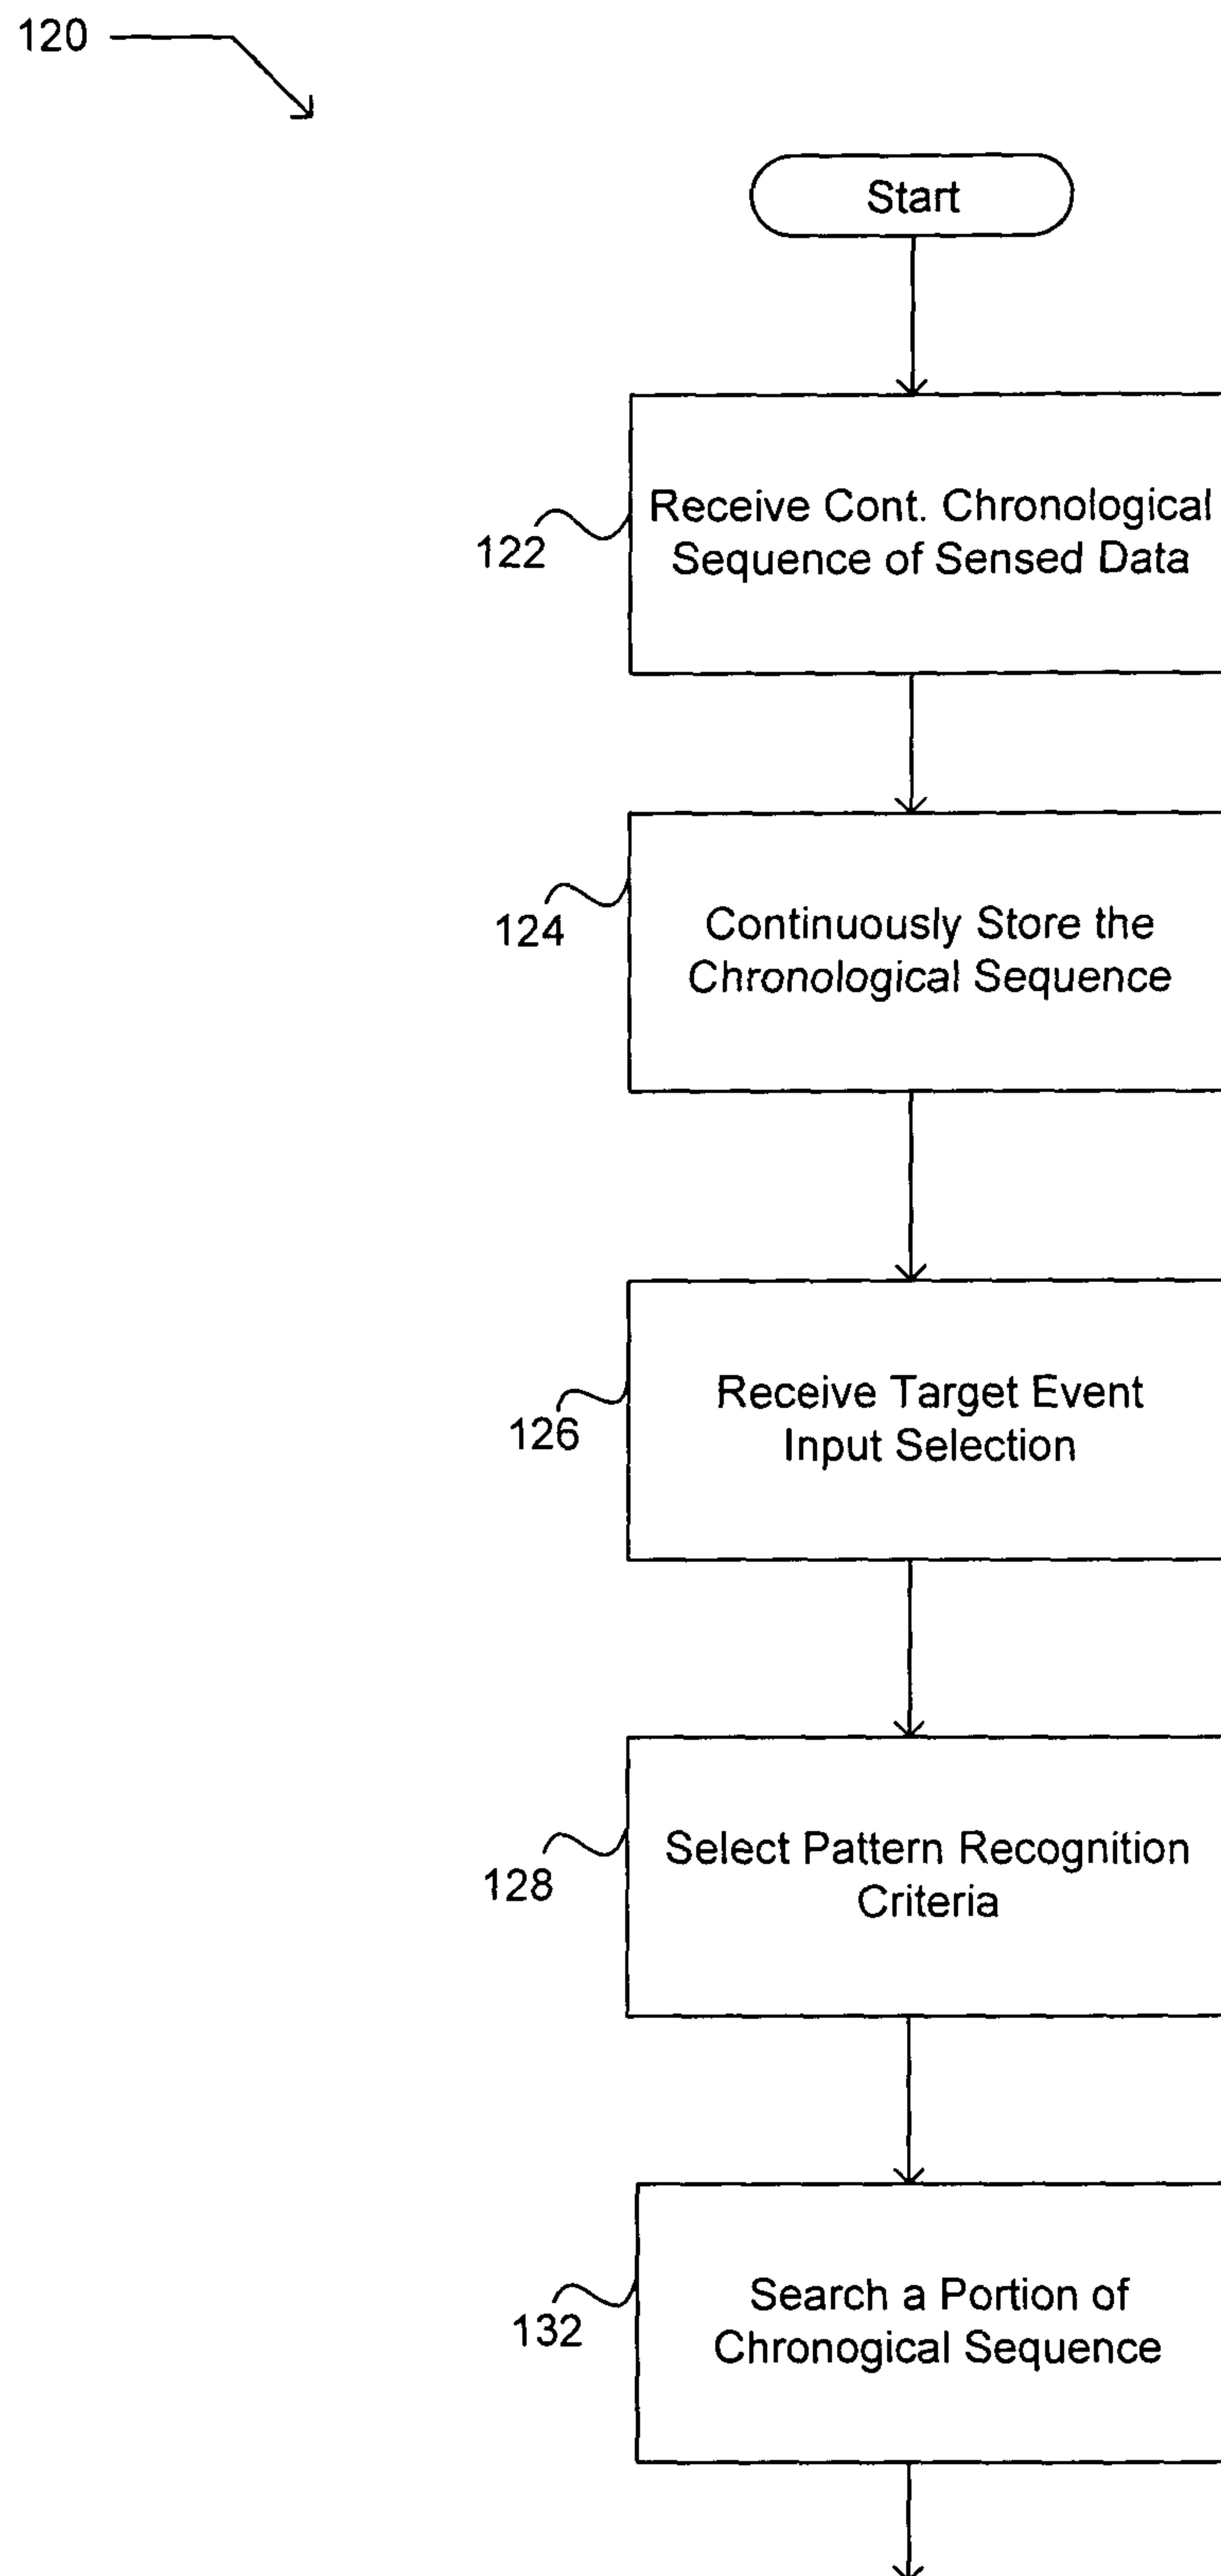 120
Start
Receive Cont. Chronological
Sequence of Sensed Data
122
Continuously Store the
Chronological Sequence
124
Receive Target Event
Input Selection
126
Select Pattern Recognition
Criteria
128
Search a Portion of
Chronogical Sequence
132